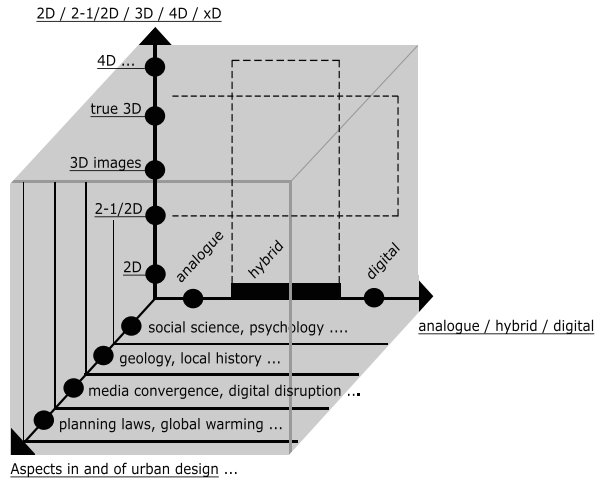 2D / 2-1/2D / 3D / 4D / xD
4D ...
true 3D
3D images
2-1/2D
2D
analogue
hybrid
digital
analogue / hybrid / digital
social science, psychology ....
geology, local history ...
media convergence, digital disruption ...
planning laws, global warming ...
Aspects in and of urban design ...